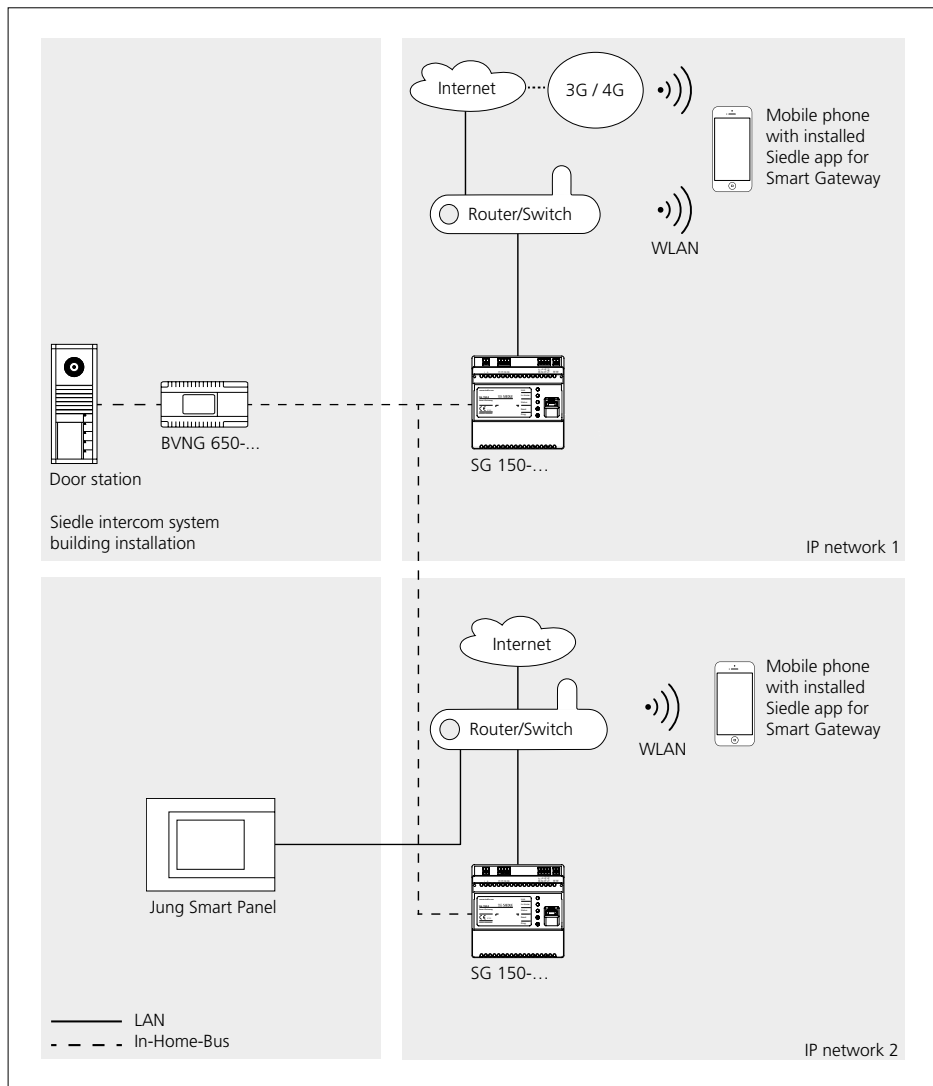 Internet
3G / 4G
Mobile phone
with installed
Siedle app for
Smart Gateway
Router/Switch
WLAN
BVNG 650-...
SG 150-...
Door station
Siedle intercom system
building installation
IP network 1
Internet
Mobile phone
with installed
Siedle app for
Smart Gateway
Router/Switch
WLAN
Jung Smart Panel
SG 150-...
LAN
In-Home-Bus
IP network 2